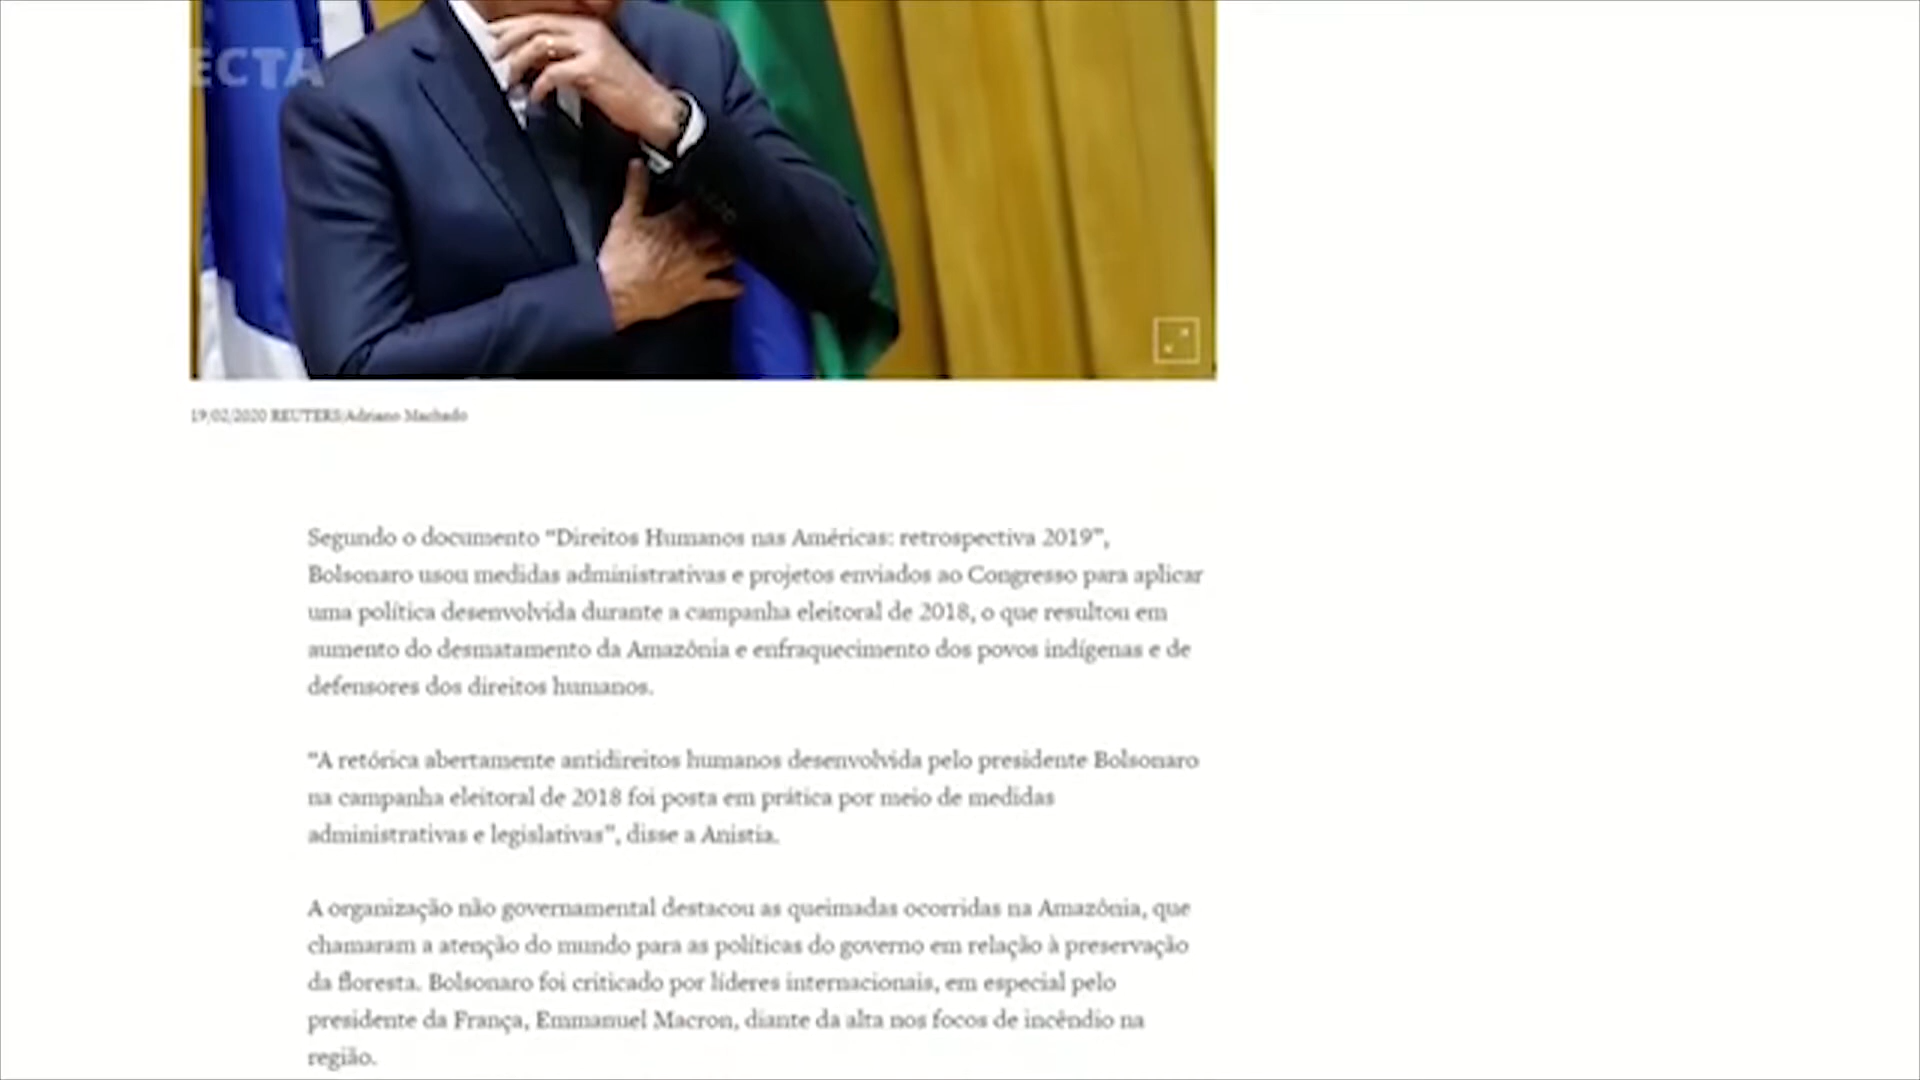 ECTA
19/02/2020 REUTERS/Adriano Machado
Segundo o documento “Direitos Humanos nas Américas: retrospectiva 2019”,
Bolsonaro usou medidas administrativas e projetos enviados ao Congresso para aplicar
uma política desenvolvida durante a campanha eleitoral de 2018, o que resultou em
aumento do desmatamento da Amazônia e enfraquecimento dos povos indígenas e de
defensores dos direitos humanos.
“A retórica abertamente antidireitos humanos desenvolvida pelo presidente Bolsonaro
na campanha eleitoral de 2018 foi posta em prática por meio de medidas
administrativas e legislativas”, disse a Anistia.
A organização não governamental destacou as queimadas ocorridas na Amazônia, que
chamaram a atenção do mundo para as políticas do governo em relação à preservação
da floresta. Bolsonaro foi criticado por líderes internacionais, em especial pelo
presidente da França, Emmanuel Macron, diante da alta nos focos de incêndio na
região.